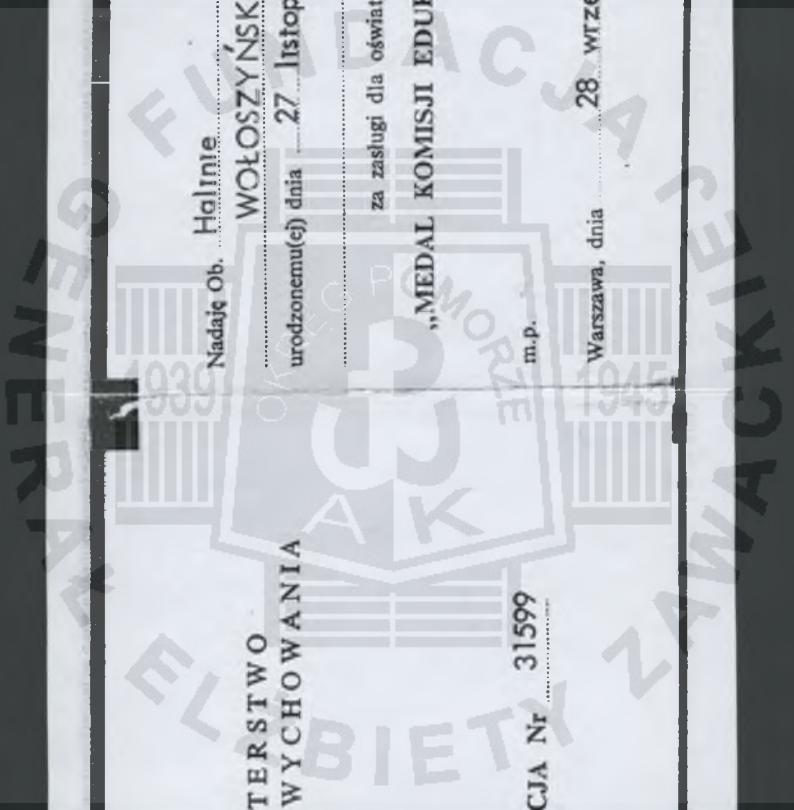 TERSTWO
WYCHOWANIA
CJA Nr 31599
Nadaję Ob. Halinie
WOŁOSZYŃSK
urodzonemu(ej) dnia 27 listop
za zasługi dla oświat
„MEDAL KOMISJI EDU
m.p.
Warszawa, dnia 28 wrze
FUNDACJA GENERAŁ ELŻBIETY ZAWACKIEJ
OKRĘG POMORZE
1939
1945
AK